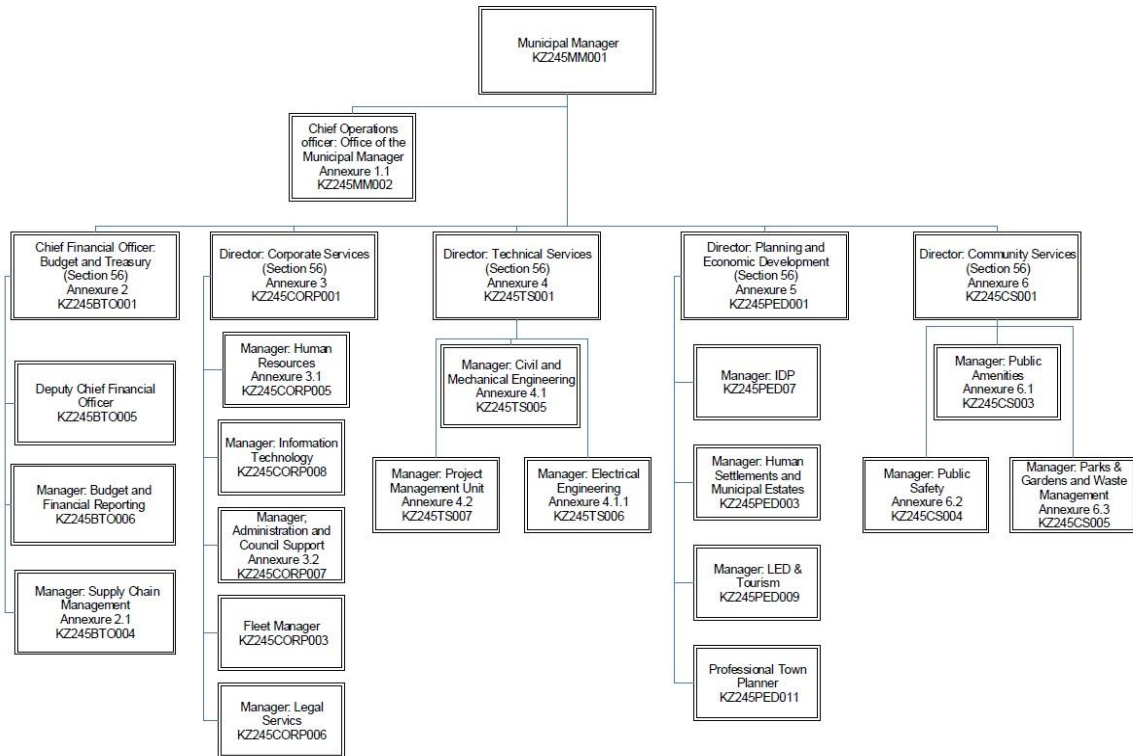 Municipal Manager
KZ245MM001
Chief Operations
officer: Office of the
Municipal Manager
Annexure 1.1
KZ245MM002
Chief Financial Officer:
Budget and Treasury
(Section 56)
Annexure 2
KZ245BTO001
Director: Corporate Services
(Section 56)
Annexure 3
KZ245CORP001
Director: Technical Services
(Section 56)
Annexure 4
KZ245TS001
Director: Planning and
Economic Development
(Section 56)
Annexure 5
KZ245PED001
Director: Community Services
(Section 56)
Annexure 6
KZ245CS001
Deputy Chief Financial
Officer
KZ245BTO005
Manager: Budget and
Financial Reporting
KZ245BTO006
Manager: Supply Chain
Management
Annexure 2.1
KZ245BTO004
Manager: Human
Resources
Annexure 3.1
KZ245CORP005
Manager: Information
Technology
KZ245CORP008
Manager;
Administration and
Council Support
Annexure 3.2
KZ245CORP007
Fleet Manager
KZ245CORP003
Manager: Legal
Servics
KZ245CORP006
Manager: Civil and
Mechanical Engineering
Annexure 4.1
KZ245TS005
Manager: Project
Management Unit
Annexure 4.2
KZ245TS007
Manager: Electrical
Engineering
Annexure 4.1.1
KZ245TS006
Manager: IDP
KZ245PED07
Manager: Human
Settlements and
Municipal Estates
KZ245PED003
Manager: LED &
Tourism
KZ245PED009
Professional Town
Planner
KZ245PED011
Manager: Public
Amenities
Annexure 6.1
KZ245CS003
Manager: Public
Safety
Annexure 6.2
KZ245CS004
Manager: Parks &
Gardens and Waste
Management
Annexure 6.3
KZ245CS005